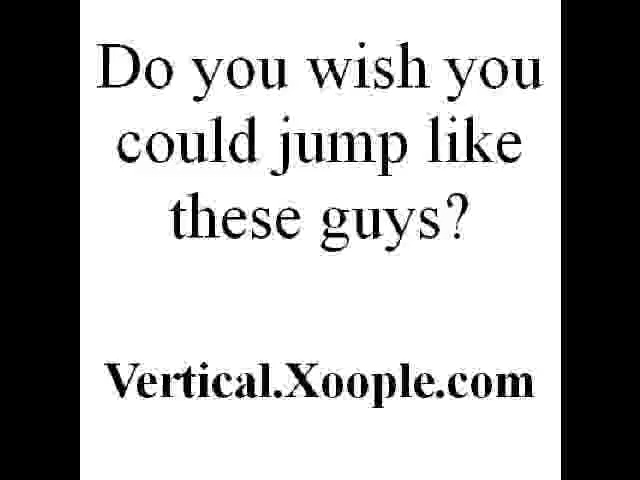 Do you wish you
could jump like
these guys?
Vertical.Xoople.com